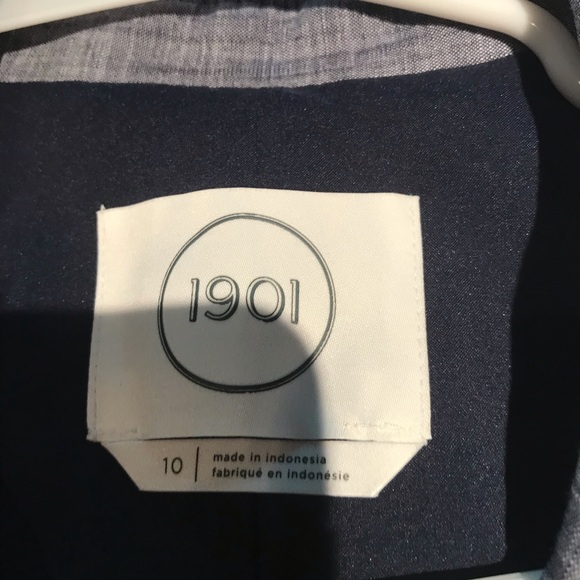 1901
10
made in indonesia
fabriqué en indonésie